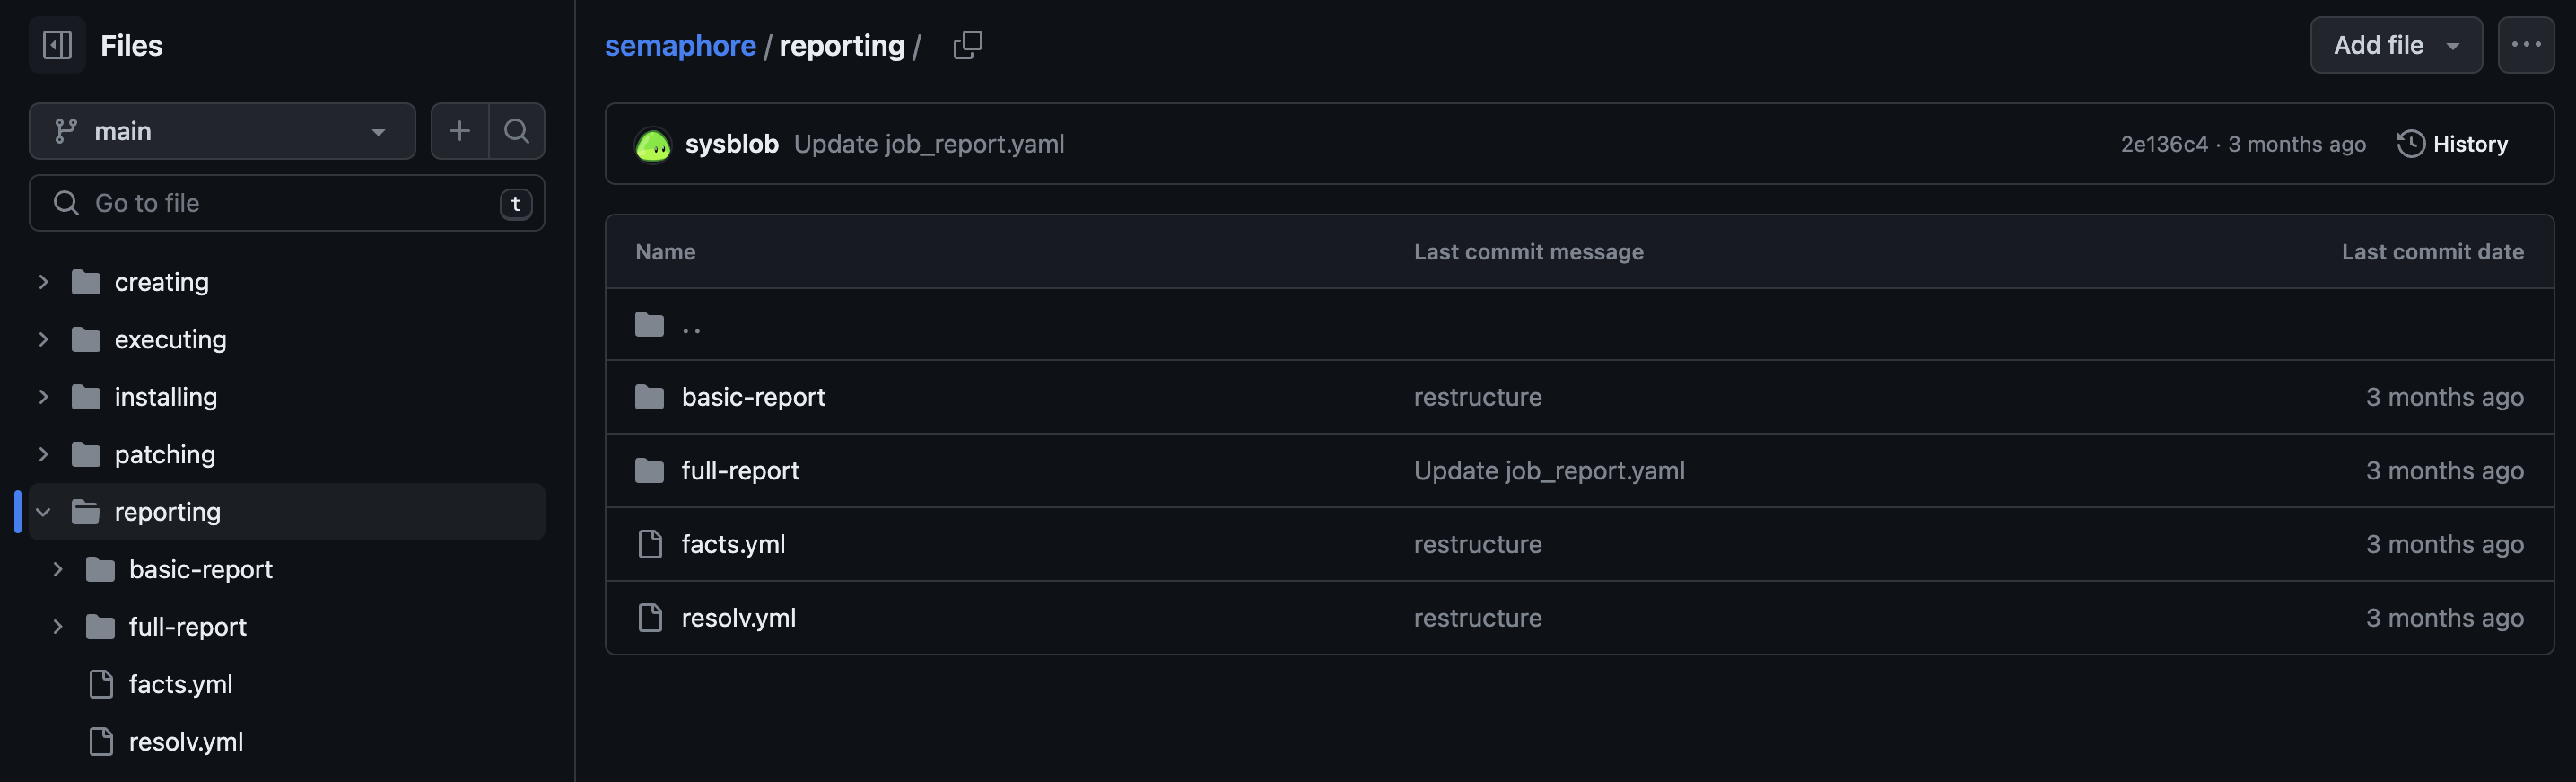 Files
main
Go to file
t
creating
executing
installing
patching
reporting
basic-report
full-report
facts.yml
resolv.yml
semaphore / reporting /
Add file
sysblob Update job_report.yaml
2e136c4 · 3 months ago
History
Name Last commit message Last commit date
..
basic-report restructure 3 months ago
full-report Update job_report.yaml 3 months ago
facts.yml restructure 3 months ago
resolv.yml restructure 3 months ago